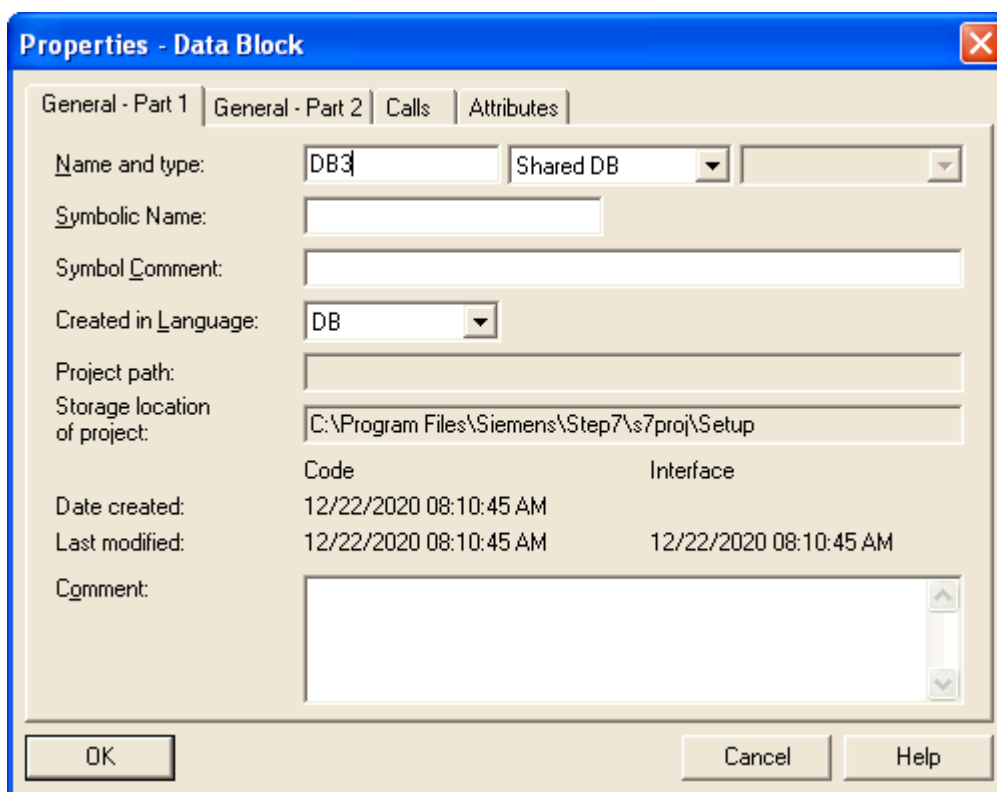 Properties - Data Block
General - Part 1 General - Part 2 Calls Attributes
Name and type: DB3 Shared DB
Symbolic Name:
Symbol Comment:
Created in Language: DB
Project path:
Storage location
of project: C:\Program Files\Siemens\Step7\s7proj\Setup
Code Interface
Date created: 12/22/2020 08:10:45 AM
Last modified: 12/22/2020 08:10:45 AM 12/22/2020 08:10:45 AM
Comment:
OK Cancel Help